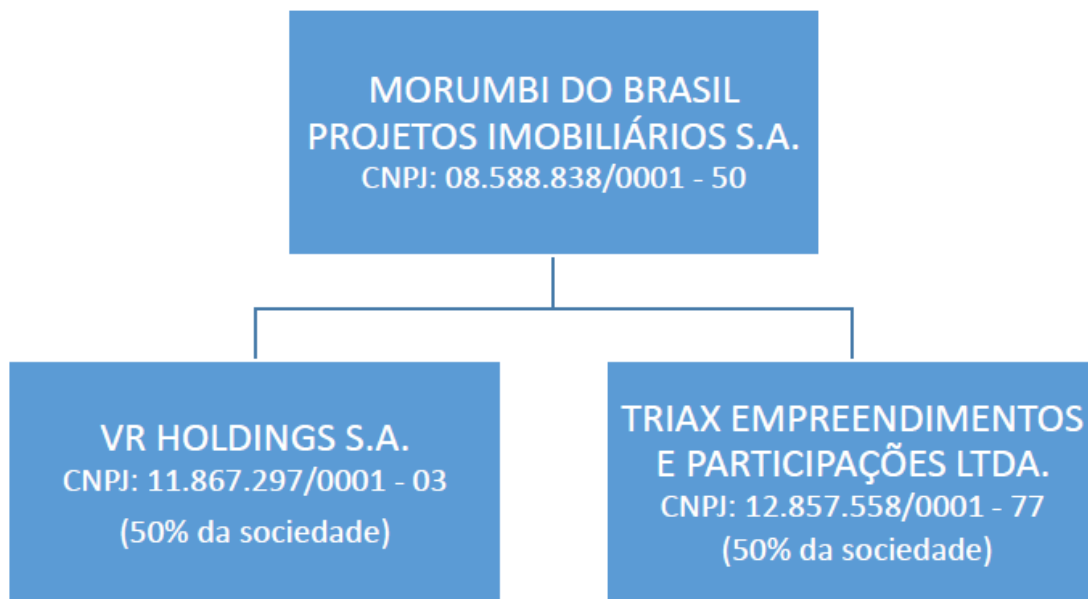 MORUMBI DO BRASIL
PROJETOS IMOBILIÁRIOS S.A.
CNPJ: 08.588.838/0001 - 50
VR HOLDINGS S.A.
CNPJ: 11.867.297/0001 - 03
(50% da sociedade)
TRIAX EMPREENDIMENTOS
E PARTICIPAÇÕES LTDA.
CNPJ: 12.857.558/0001 - 77
(50% da sociedade)